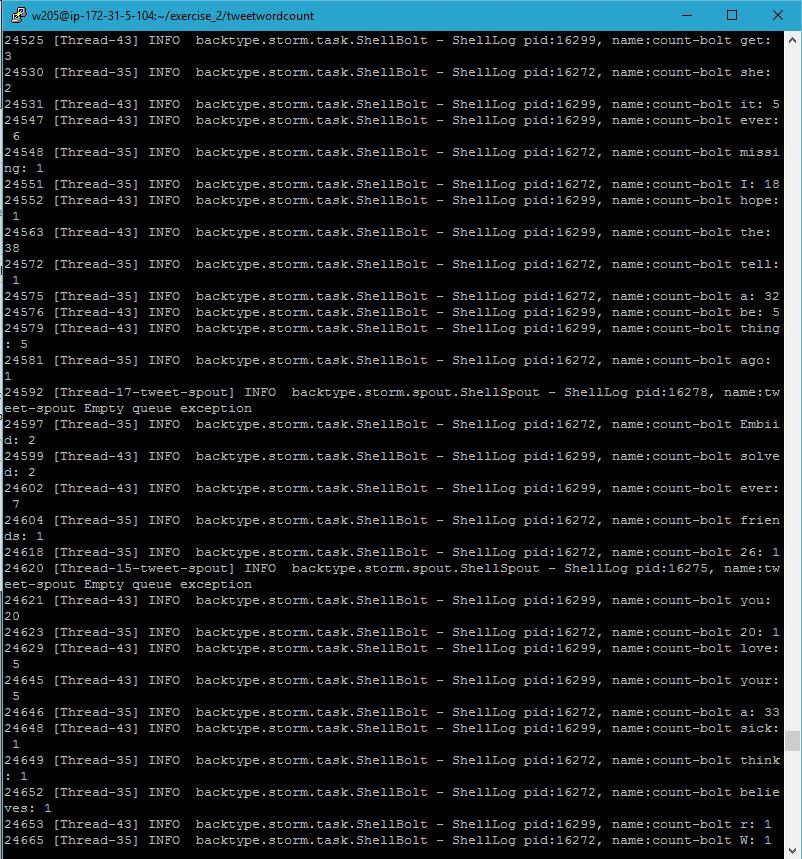 w205@ip-172-31-5-104:~/exercise_2/tweetwordcount
24525 [Thread-43] INFO  backtype.storm.task.ShellBolt - ShellLog pid:16299, name:count-bolt get:
3
24530 [Thread-35] INFO  backtype.storm.task.ShellBolt - ShellLog pid:16272, name:count-bolt she:
2
24531 [Thread-43] INFO  backtype.storm.task.ShellBolt - ShellLog pid:16299, name:count-bolt it: 5
24547 [Thread-43] INFO  backtype.storm.task.ShellBolt - ShellLog pid:16299, name:count-bolt ever:
 6
24548 [Thread-35] INFO  backtype.storm.task.ShellBolt - ShellLog pid:16272, name:count-bolt missi
ng: 1
24551 [Thread-35] INFO  backtype.storm.task.ShellBolt - ShellLog pid:16272, name:count-bolt I: 18
24552 [Thread-43] INFO  backtype.storm.task.ShellBolt - ShellLog pid:16299, name:count-bolt hope:
 1
24563 [Thread-43] INFO  backtype.storm.task.ShellBolt - ShellLog pid:16299, name:count-bolt the:
38
24572 [Thread-35] INFO  backtype.storm.task.ShellBolt - ShellLog pid:16272, name:count-bolt tell:
 1
24575 [Thread-35] INFO  backtype.storm.task.ShellBolt - ShellLog pid:16272, name:count-bolt a: 32
24576 [Thread-43] INFO  backtype.storm.task.ShellBolt - ShellLog pid:16299, name:count-bolt be: 5
24579 [Thread-43] INFO  backtype.storm.task.ShellBolt - ShellLog pid:16299, name:count-bolt thing
: 5
24581 [Thread-35] INFO  backtype.storm.task.ShellBolt - ShellLog pid:16272, name:count-bolt ago:
1
24592 [Thread-17-tweet-spout] INFO  backtype.storm.spout.ShellSpout - ShellLog pid:16278, name:tw
eet-spout Empty queue exception
24597 [Thread-35] INFO  backtype.storm.task.ShellBolt - ShellLog pid:16272, name:count-bolt Embii
d: 2
24599 [Thread-43] INFO  backtype.storm.task.ShellBolt - ShellLog pid:16299, name:count-bolt solve
d: 2
24602 [Thread-43] INFO  backtype.storm.task.ShellBolt - ShellLog pid:16299, name:count-bolt ever:
 7
24604 [Thread-35] INFO  backtype.storm.task.ShellBolt - ShellLog pid:16272, name:count-bolt frien
ds: 1
24618 [Thread-35] INFO  backtype.storm.task.ShellBolt - ShellLog pid:16272, name:count-bolt 26: 1
24620 [Thread-15-tweet-spout] INFO  backtype.storm.spout.ShellSpout - ShellLog pid:16275, name:tw
eet-spout Empty queue exception
24621 [Thread-43] INFO  backtype.storm.task.ShellBolt - ShellLog pid:16299, name:count-bolt you:
20
24623 [Thread-35] INFO  backtype.storm.task.ShellBolt - ShellLog pid:16272, name:count-bolt 20: 1
24629 [Thread-43] INFO  backtype.storm.task.ShellBolt - ShellLog pid:16299, name:count-bolt love:
 5
24645 [Thread-43] INFO  backtype.storm.task.ShellBolt - ShellLog pid:16299, name:count-bolt your:
 5
24646 [Thread-35] INFO  backtype.storm.task.ShellBolt - ShellLog pid:16272, name:count-bolt a: 33
24648 [Thread-43] INFO  backtype.storm.task.ShellBolt - ShellLog pid:16299, name:count-bolt sick:
 1
24649 [Thread-35] INFO  backtype.storm.task.ShellBolt - ShellLog pid:16272, name:count-bolt think
: 1
24652 [Thread-35] INFO  backtype.storm.task.ShellBolt - ShellLog pid:16272, name:count-bolt belie
ves: 1
24653 [Thread-43] INFO  backtype.storm.task.ShellBolt - ShellLog pid:16299, name:count-bolt r: 1
24665 [Thread-35] INFO  backtype.storm.task.ShellBolt - ShellLog pid:16272, name:count-bolt W: 1